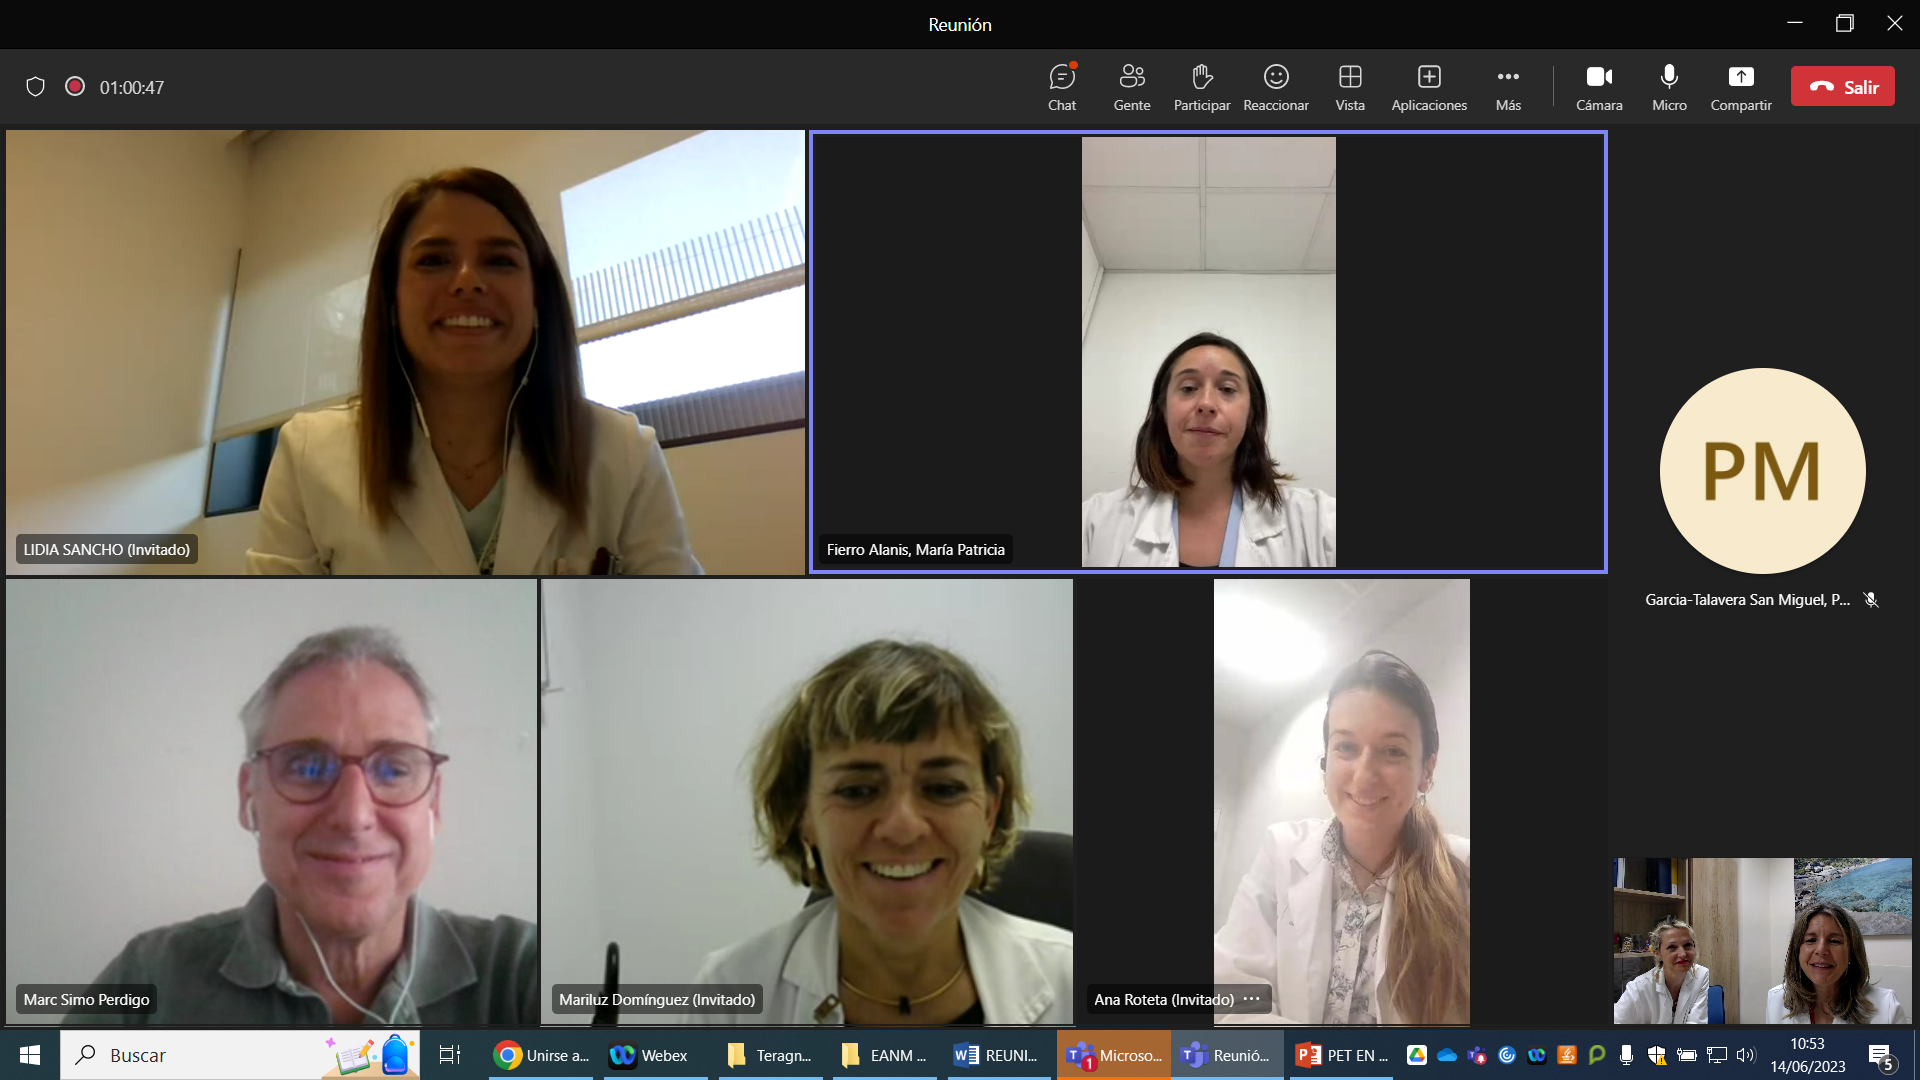 Reunión
01:00:47
Chat
Gente
Participar
Reaccionar
Vista
Aplicaciones
Más
Cámara
Micro
Compartir
Salir
LIDIA SANCHO (Invitado)
Fierro Alanis, María Patricia
PM
Garcia-Talavera San Miguel, P...
Marc Simo Perdigo
Mariluz Domínguez (Invitado)
Ana Roteta (Invitado) ...
Buscar
Unirse a...
Webex
Teragn...
EANM ...
REUNI...
Microso...
1
Reunió...
PET EN ...
10:53
14/06/2023
5